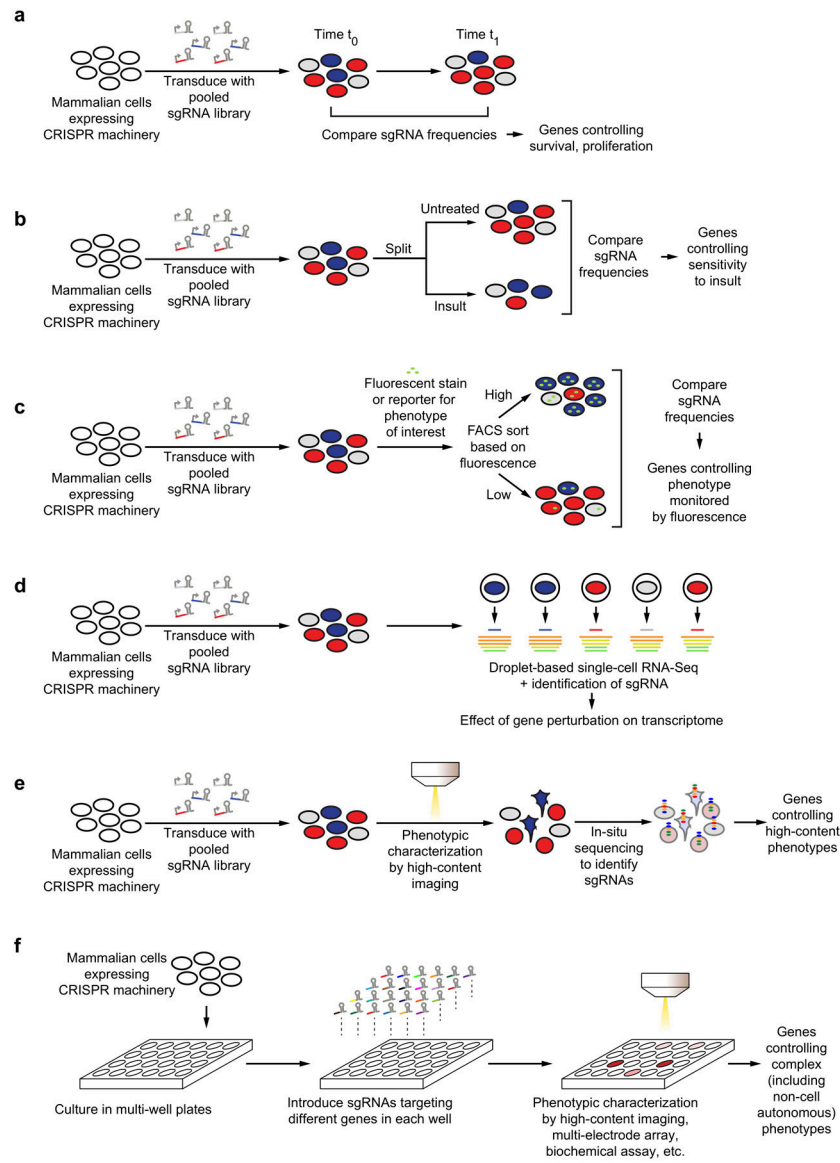 a
Mammalian cells
expressing
CRISPR machinery
Transduce with
pooled
sgRNA library
Time t0
Time t1
Compare sgRNA frequencies
Genes controlling
survival, proliferation
b
Mammalian cells
expressing
CRISPR machinery
Transduce with
pooled
sgRNA library
Split
Untreated
Insult
Compare
sgRNA
frequencies
Genes
controlling
sensitivity
to insult
c
Mammalian cells
expressing
CRISPR machinery
Transduce with
pooled
sgRNA library
Fluorescent stain
or reporter for
phenotype
of interest
High
FACS sort
based on
fluorescence
Low
Compare
sgRNA
frequencies
Genes controlling
phenotype
monitored
by fluorescence
d
Mammalian cells
expressing
CRISPR machinery
Transduce with
pooled
sgRNA library
Droplet-based single-cell RNA-Seq
+ identification of sgRNA
Effect of gene perturbation on transcriptome
e
Mammalian cells
expressing
CRISPR machinery
Transduce with
pooled
sgRNA library
Phenotypic
characterization
by high-content
imaging
In-situ
sequencing
to identify
sgRNAs
Genes
controlling
high-content
phenotypes
f
Mammalian cells
expressing
CRISPR machinery
Culture in multi-well plates
Introduce sgRNAs targeting
different genes in each well
Phenotypic characterization
by high-content imaging,
multi-electrode array,
biochemical assay, etc.
Genes
controlling
complex
(including
non-cell
autonomous)
phenotypes